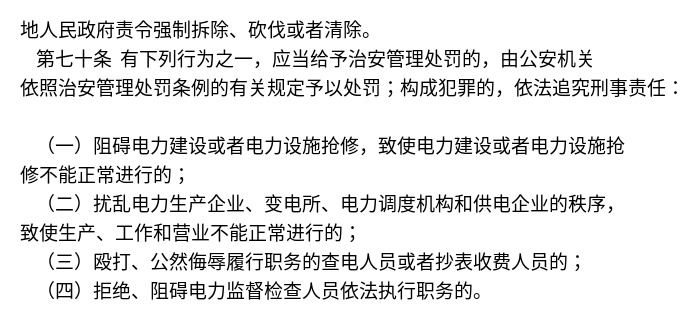 地人民政府责令强制拆除、砍伐或者清除。
第七十条 有下列行为之一，应当给予治安管理处罚的，由公安机关
依照治安管理处罚条例的有关规定予以处罚；构成犯罪的，依法追究刑事责任：
（一）阻碍电力建设或者电力设施抢修，致使电力建设或者电力设施抢
修不能正常进行的；
（二）扰乱电力生产企业、变电所、电力调度机构和供电企业的秩序，
致使生产、工作和营业不能正常进行的；
（三）殴打、公然侮辱履行职务的查电人员或者抄表收费人员的；
（四）拒绝、阻碍电力监督检查人员依法执行职务的。